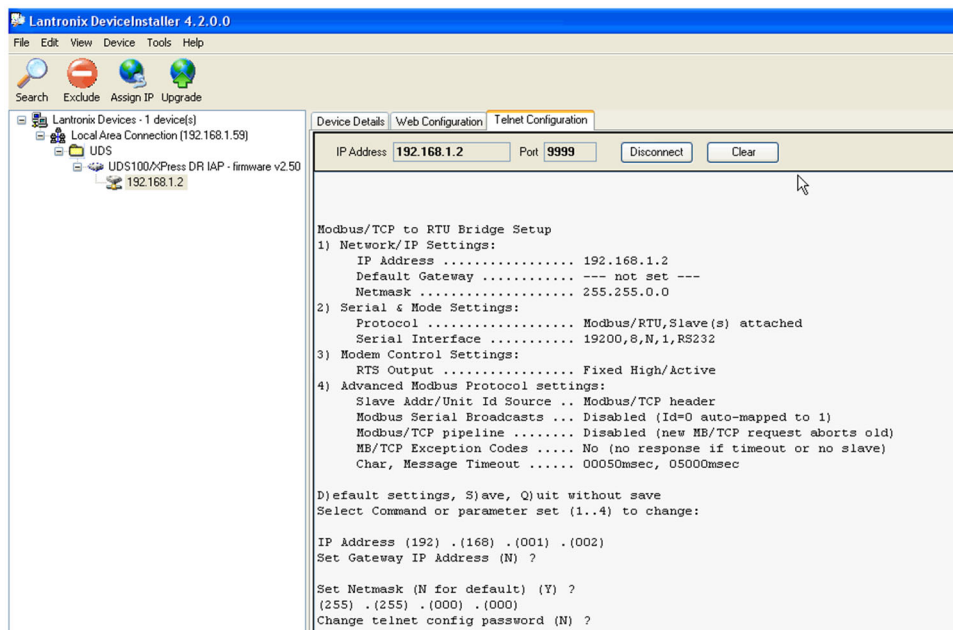 Lantronix DeviceInstaller 4.2.0.0
File Edit View Device Tools Help
Search Exclude Assign IP Upgrade
Lantronix Devices - 1 device(s)
Local Area Connection (192.168.1.59)
UDS
UDS100/XPress DR IAP - firmware v2.50
192.168.1.2
Device Details Web Configuration Telnet Configuration
IP Address 192.168.1.2 Port 9999 Disconnect Clear
Modbus/TCP to RTU Bridge Setup
1) Network/IP Settings:
IP Address ................. 192.168.1.2
Default Gateway ............ --- not set ---
Netmask .................... 255.255.0.0
2) Serial & Mode Settings:
Protocol ................... Modbus/RTU,Slave(s) attached
Serial Interface ........... 19200,8,N,1,RS232
3) Modem Control Settings:
RTS Output ................. Fixed High/Active
4) Advanced Modbus Protocol settings:
Slave Addr/Unit Id Source .. Modbus/TCP header
Modbus Serial Broadcasts ... Disabled (Id=0 auto-mapped to 1)
Modbus/TCP pipeline ........ Disabled (new MB/TCP request aborts old)
MB/TCP Exception Codes ..... No (no response if timeout or no slave)
Char, Message Timeout ...... 00050msec, 05000msec
D)efault settings, S)ave, Q)uit without save
Select Command or parameter set (1..4) to change:
IP Address (192) .(168) .(001) .(002)
Set Gateway IP Address (N) ?
Set Netmask (N for default) (Y) ?
(255) .(255) .(000) .(000)
Change telnet config password (N) ?